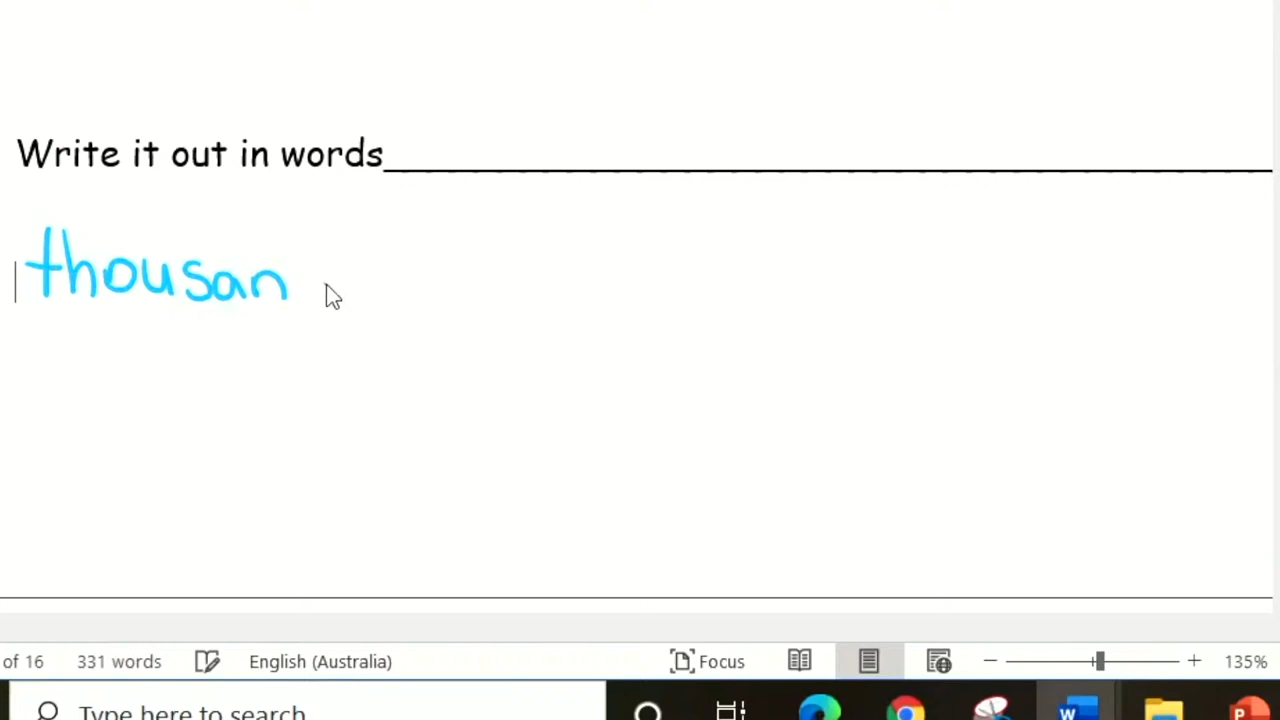 Write it out in words
thousan
of 16 331 words English (Australia) Focus 135%
Type here to search